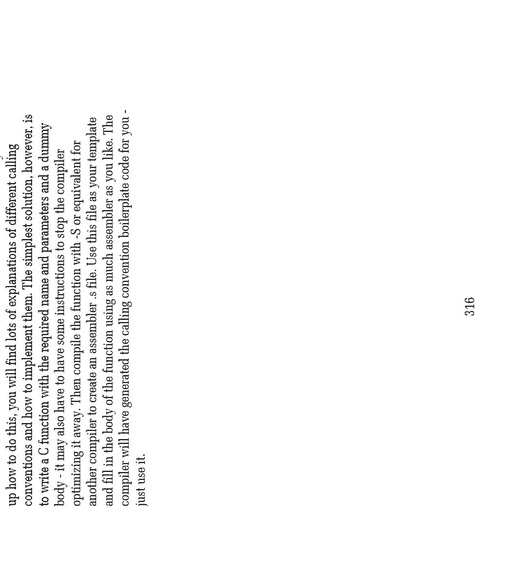 up how to do this, you will find lots of explanations of different calling
conventions and how to implement them. The simplest solution, however, is
to write a C function with the required name and parameters and a dummy
body - it may also have to have some instructions to stop the compiler
optimizing it away. Then compile the function with -S or equivalent for
another compiler to create an assembler .s file. Use this file as your template
and fill in the body of the function using as much assembler as you like. The
compiler will have generated the calling convention boilerplate code for you -
just use it.
316